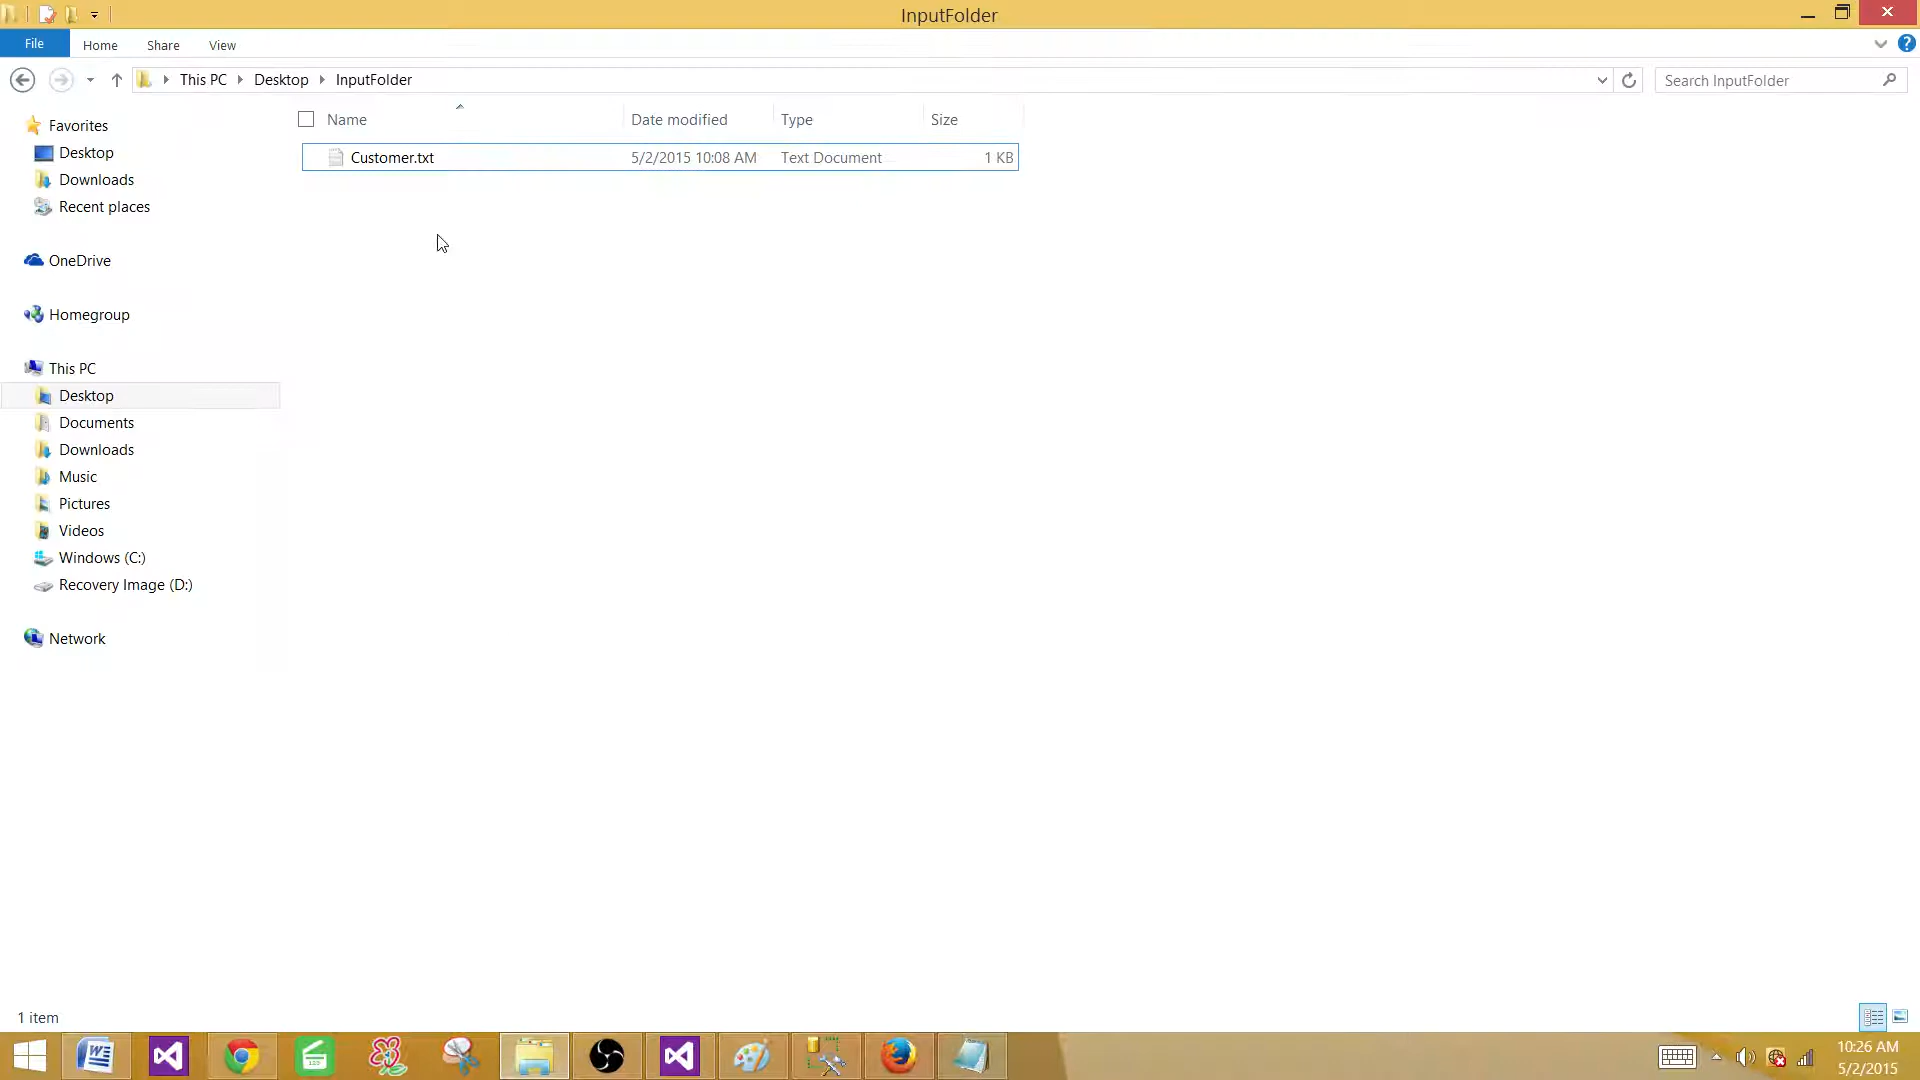 InputFolder
File Home Share View
This PC Desktop InputFolder
Search InputFolder
Name Date modified Type Size
Customer.txt 5/2/2015 10:08 AM Text Document 1 KB
Favorites
Desktop
Downloads
Recent places
OneDrive
Homegroup
This PC
Desktop
Documents
Downloads
Music
Pictures
Videos
Windows (C:)
Recovery Image (D:)
Network
1 item
10:26 AM
5/2/2015